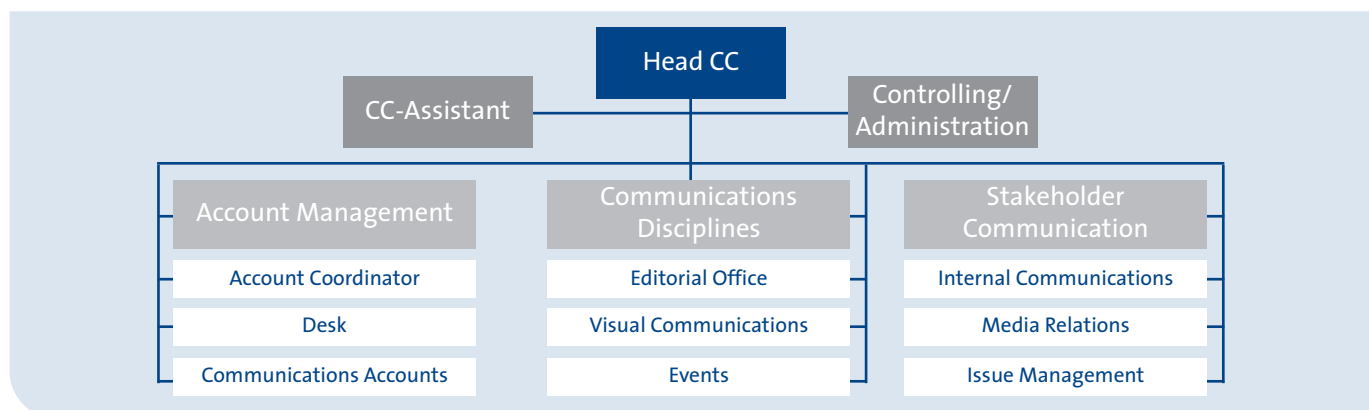 Head CC
CC-Assistant
Controlling/
Administration
Account Management
Communications
Disciplines
Stakeholder
Communication
Account Coordinator
Editorial Office
Internal Communications
Desk
Visual Communications
Media Relations
Communications Accounts
Events
Issue Management